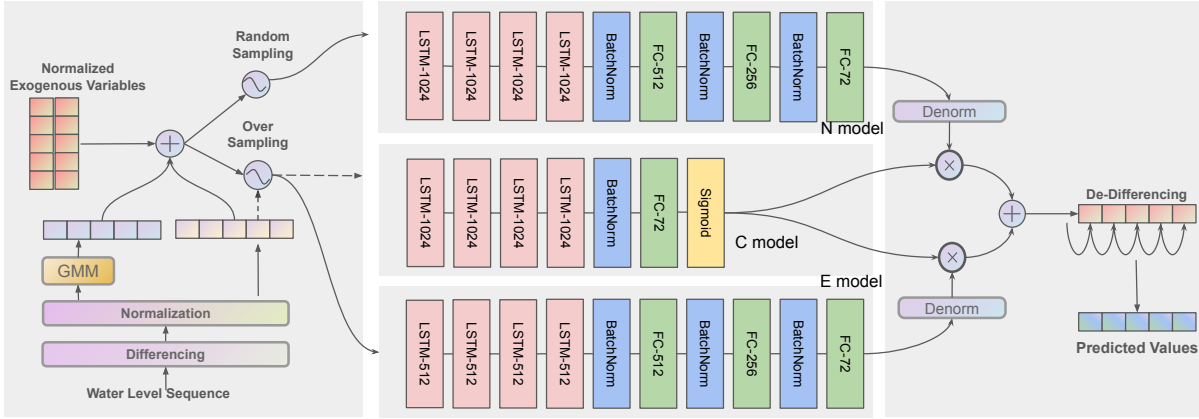 Random
Sampling
Normalized
Exogenous Variables
Over
Sampling
GMM
Normalization
Differencing
Water Level Sequence
LSTM-1024
LSTM-1024
LSTM-1024
LSTM-1024
BatchNorm
FC-512
BatchNorm
FC-256
BatchNorm
FC-72
N model
LSTM-1024
LSTM-1024
LSTM-1024
LSTM-1024
BatchNorm
FC-72
Sigmoid
C model
E model
LSTM-512
LSTM-512
LSTM-512
LSTM-512
BatchNorm
FC-512
BatchNorm
FC-256
BatchNorm
FC-72
Denorm
Denorm
De-Differencing
Predicted Values